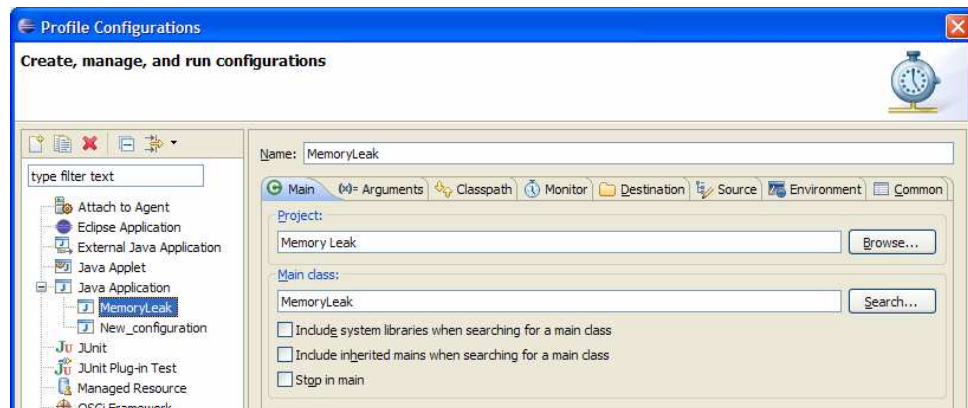 Profile Configurations
Create, manage, and run configurations
type filter text
Attach to Agent
Eclipse Application
External Java Application
Java Applet
Java Application
MemoryLeak
New_configuration
JUnit
JUnit Plug-in Test
Managed Resource
OSGi Framework
Name: MemoryLeak
Main (x)= Arguments Classpath Monitor Destination Source Environment Common
Project:
Memory Leak Browse...
Main class:
MemoryLeak Search...
Include system libraries when searching for a main class
Include inherited mains when searching for a main class
Stop in main